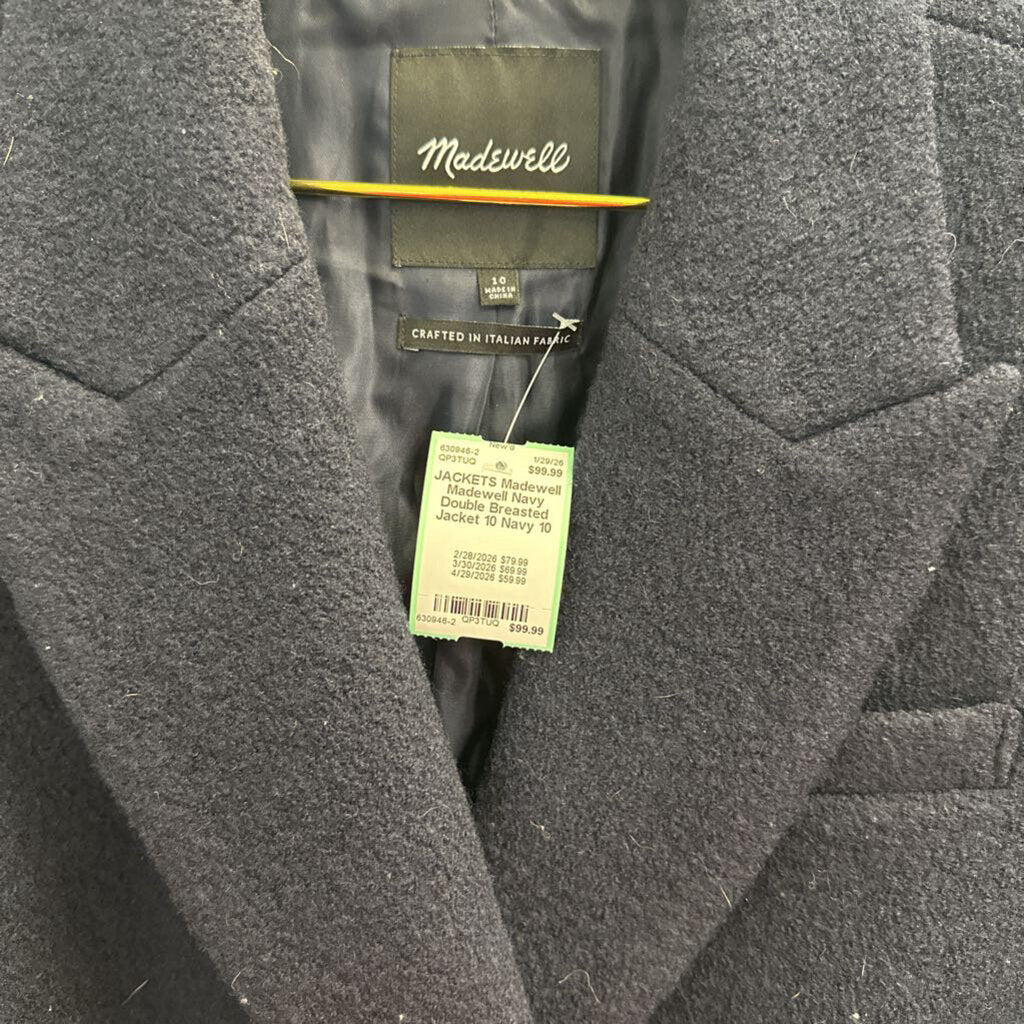 Madewell
10
MADE IN
CHINA
CRAFTED IN ITALIAN FABRIC
630946-2
QP3TUQ
1/29/26
$99.99
JACKETS Madewell
Madewell Navy
Double Breasted
Jacket 10 Navy 10
2/28/2026 $79.99
3/30/2026 $69.99
4/29/2026 $59.99
630946-2 QP3TUQ $99.99